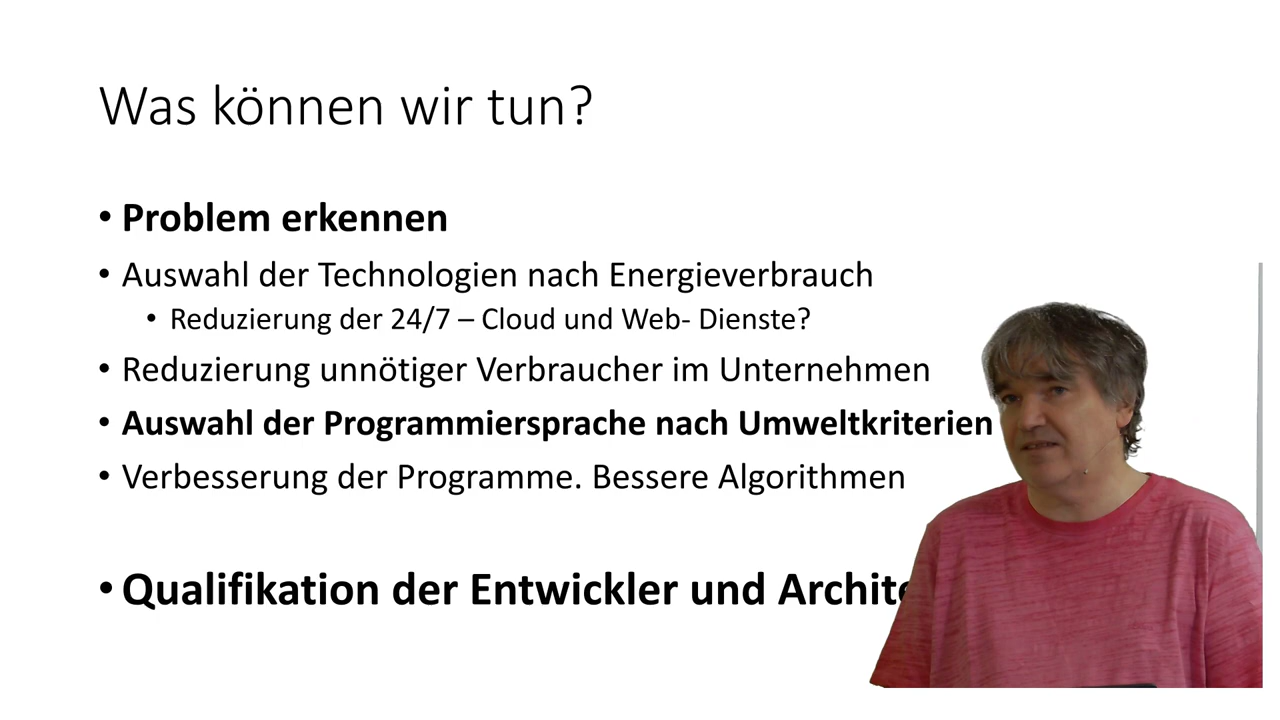 Was können wir tun?
• Problem erkennen
• Auswahl der Technologien nach Energieverbrauch
• Reduzierung der 24/7 – Cloud und Web- Dienste?
• Reduzierung unnötiger Verbraucher im Unternehmen
• Auswahl der Programmiersprache nach Umweltkriterien
• Verbesserung der Programme. Bessere Algorithmen
• Qualifikation der Entwickler und